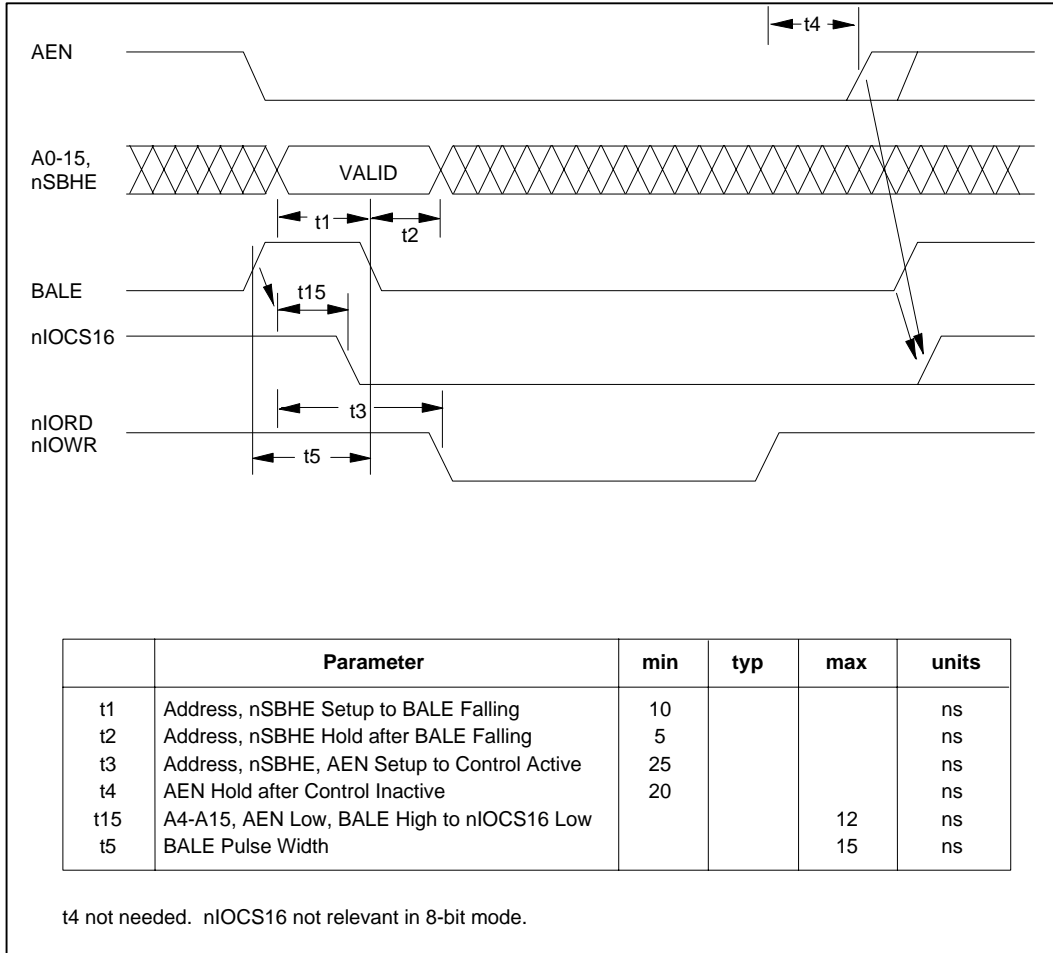 t4
AEN
A0-15,
nSBHE
VALID
t1
t2
BALE
t15
nIOCS16
t3
nIORD
nIOWR
t5
Parameter min typ max units
t1 Address, nSBHE Setup to BALE Falling 10 ns
t2 Address, nSBHE Hold after BALE Falling 5 ns
t3 Address, nSBHE, AEN Setup to Control Active 25 ns
t4 AEN Hold after Control Inactive 20 ns
t15 A4-A15, AEN Low, BALE High to nIOCS16 Low 12 ns
t5 BALE Pulse Width 15 ns
t4 not needed. nIOCS16 not relevant in 8-bit mode.